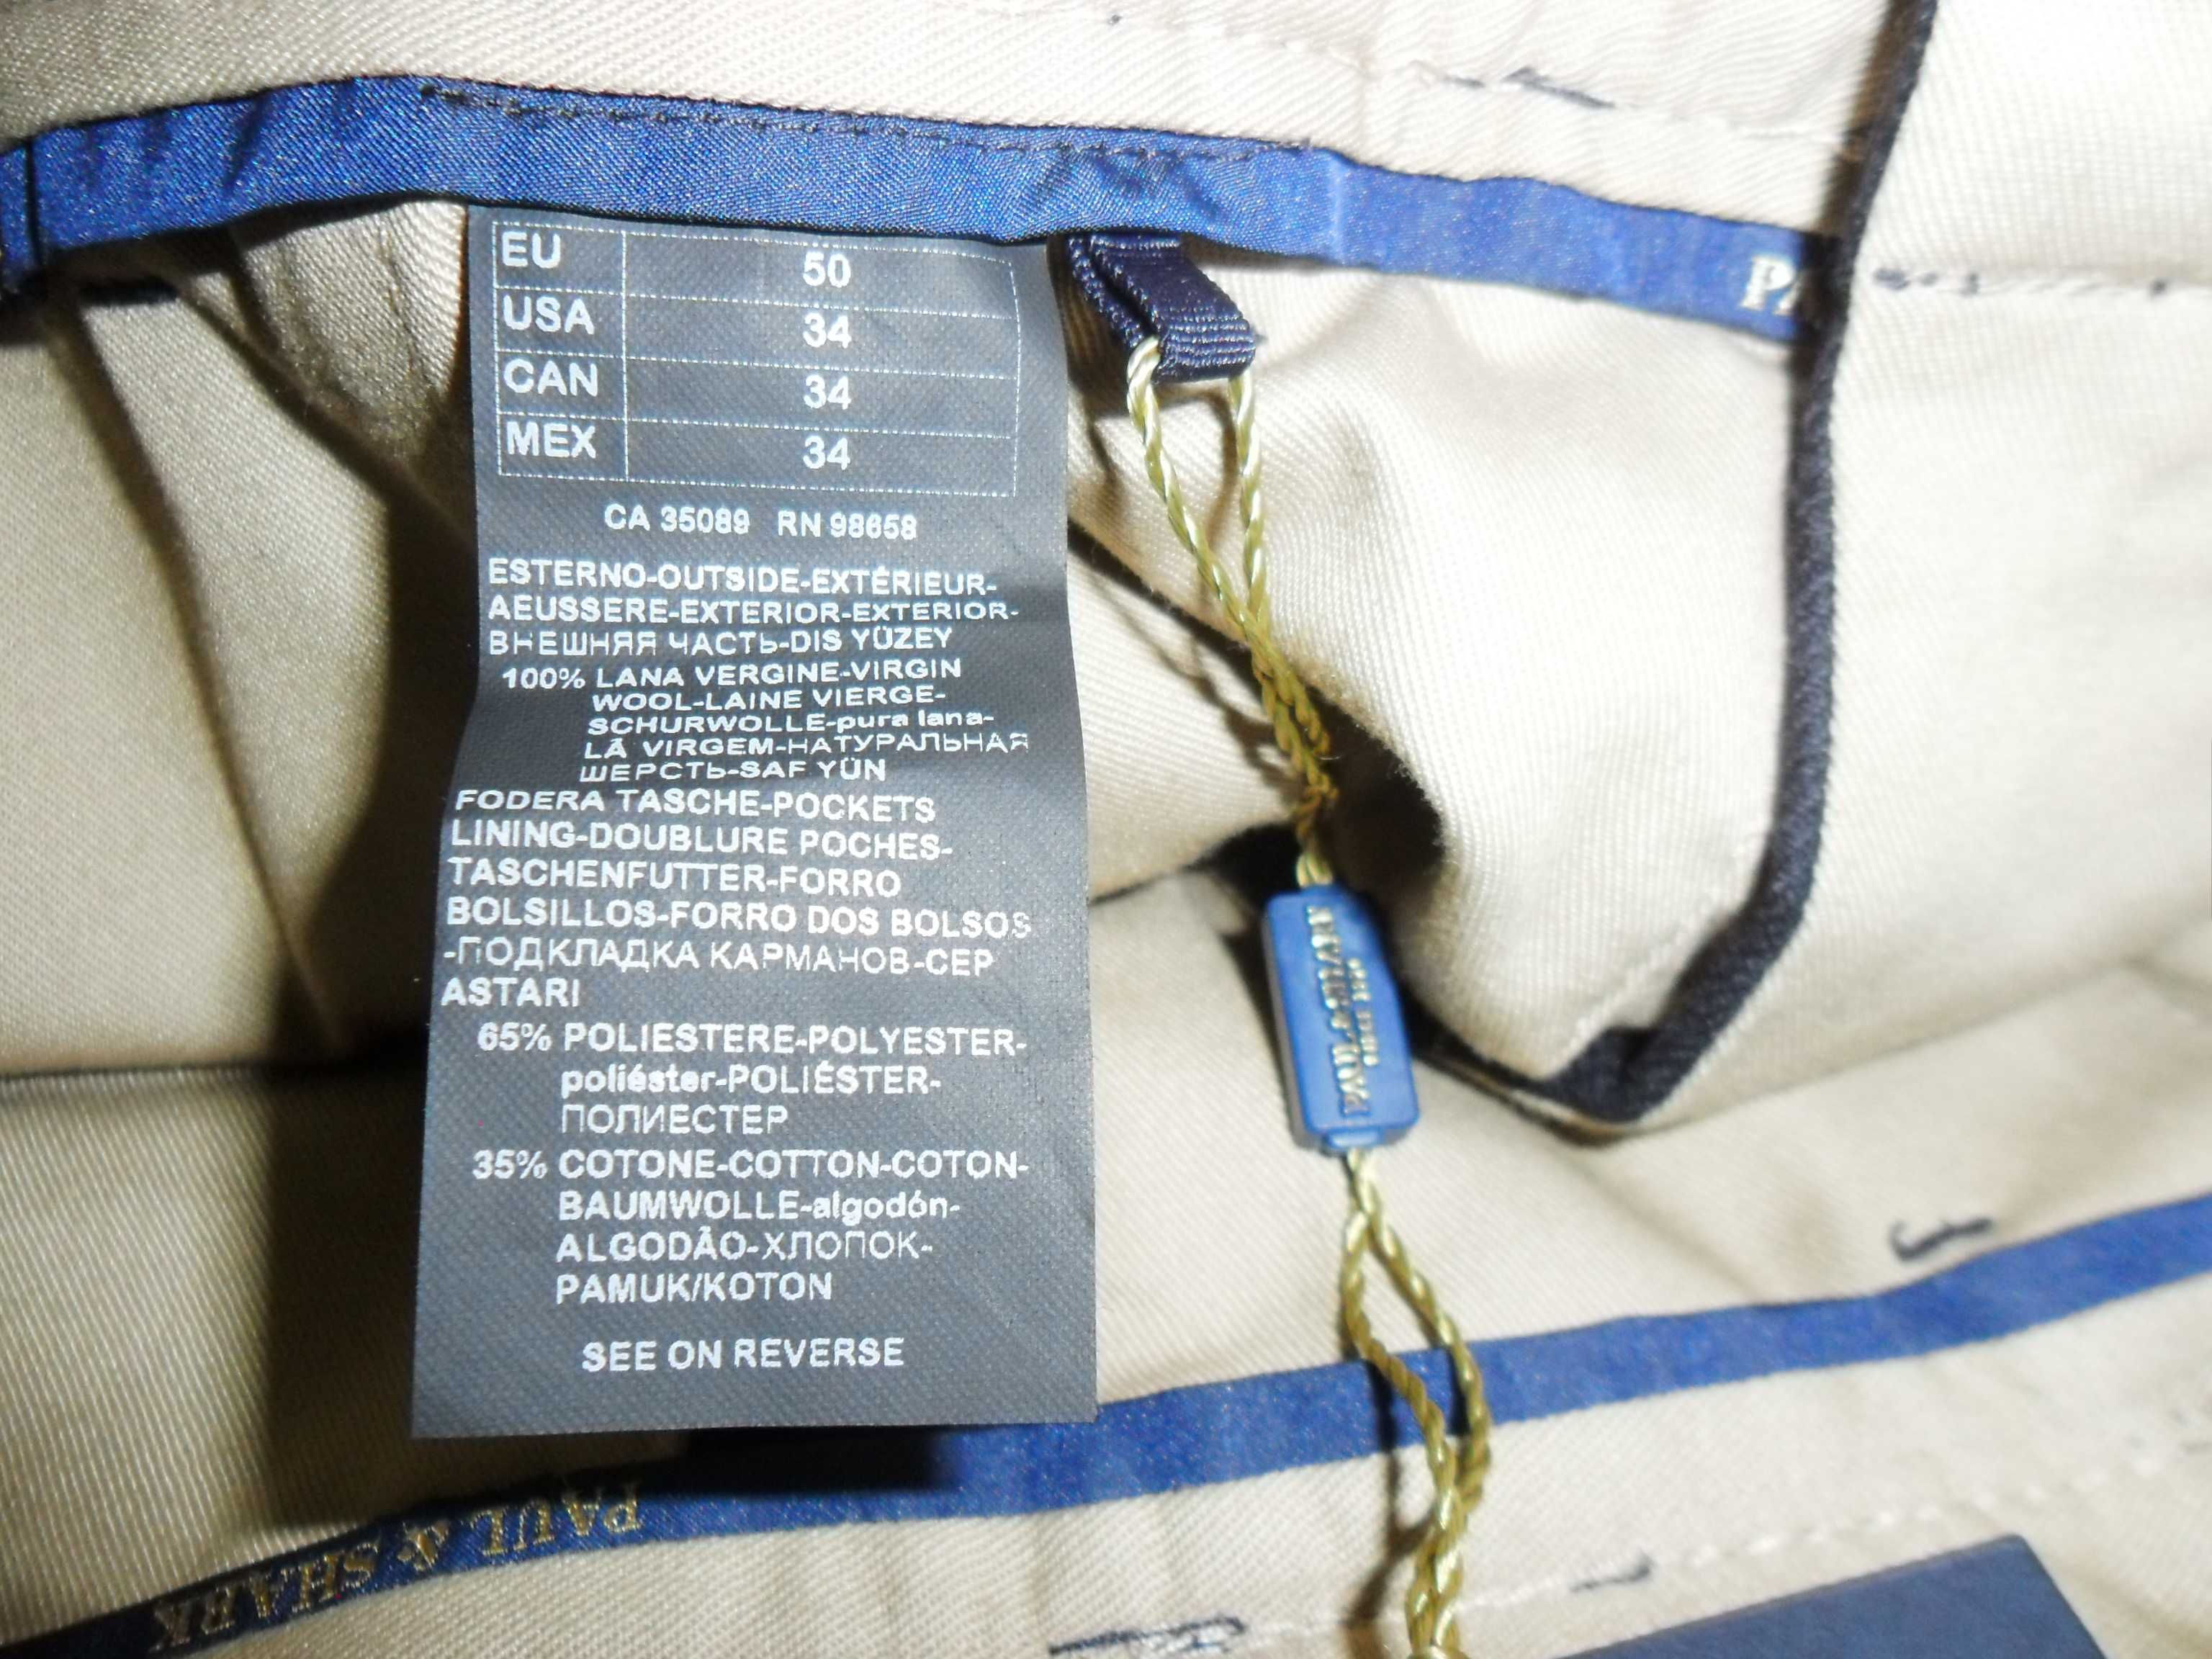 EU 50
USA 34
CAN 34
MEX 34
CA 35089 RN 98658
ESTERNO-OUTSIDE-EXTÉRIEUR-
AEUSSERE-EXTERIOR-EXTERIOR-
ВНЕШНЯЯ ЧАСТЬ-DIS YÜZEY
100% LANA VERGINE-VIRGIN
WOOL-LAINE VIERGE-
SCHURWOLLE-pura lana-
LÃ VIRGEM-НАТУРАЛЬНАЯ
ШЕРСТЬ-SAF YÜN
FODERA TASCHE-POCKETS
LINING-DOUBLURE POCHES-
TASCHENFUTTER-FORRO
BOLSILLOS-FORRO DOS BOLSOS
-ПОДКЛАДКА КАРМАНОВ-CEP
ASTARI
65% POLIESTERE-POLYESTER-
poliéster-POLIÉSTER-
ПОЛИЕСТЕР
35% COTONE-COTTON-COTON-
BAUMWOLLE-algodón-
ALGODÃO-ХЛОПОК-
PAMUK/KOTON
SEE ON REVERSE
PAUL & SHARK